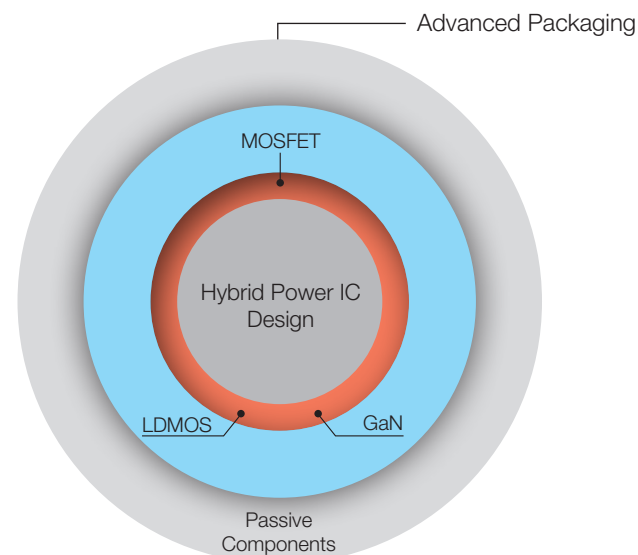 Advanced Packaging
MOSFET
Hybrid Power IC
Design
LDMOS
GaN
Passive
Components